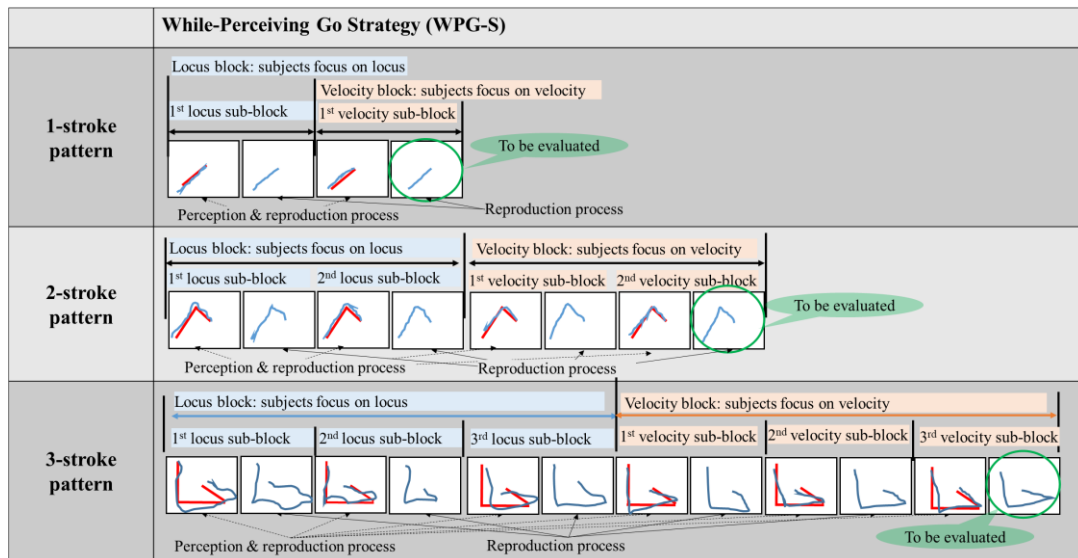 While-Perceiving Go Strategy (WPG-S)
1-stroke
pattern
Locus block: subjects focus on locus
Velocity block: subjects focus on velocity
1st locus sub-block
1st velocity sub-block
To be evaluated
Perception & reproduction process
Reproduction process
2-stroke
pattern
Locus block: subjects focus on locus
Velocity block: subjects focus on velocity
1st locus sub-block
2nd locus sub-block
1st velocity sub-block
2nd velocity sub-block
To be evaluated
Perception & reproduction process
Reproduction process
3-stroke
pattern
Locus block: subjects focus on locus
Velocity block: subjects focus on velocity
1st locus sub-block
2nd locus sub-block
3rd locus sub-block
1st velocity sub-block
2nd velocity sub-block
3rd velocity sub-block
Perception & reproduction process
Reproduction process
To be evaluated